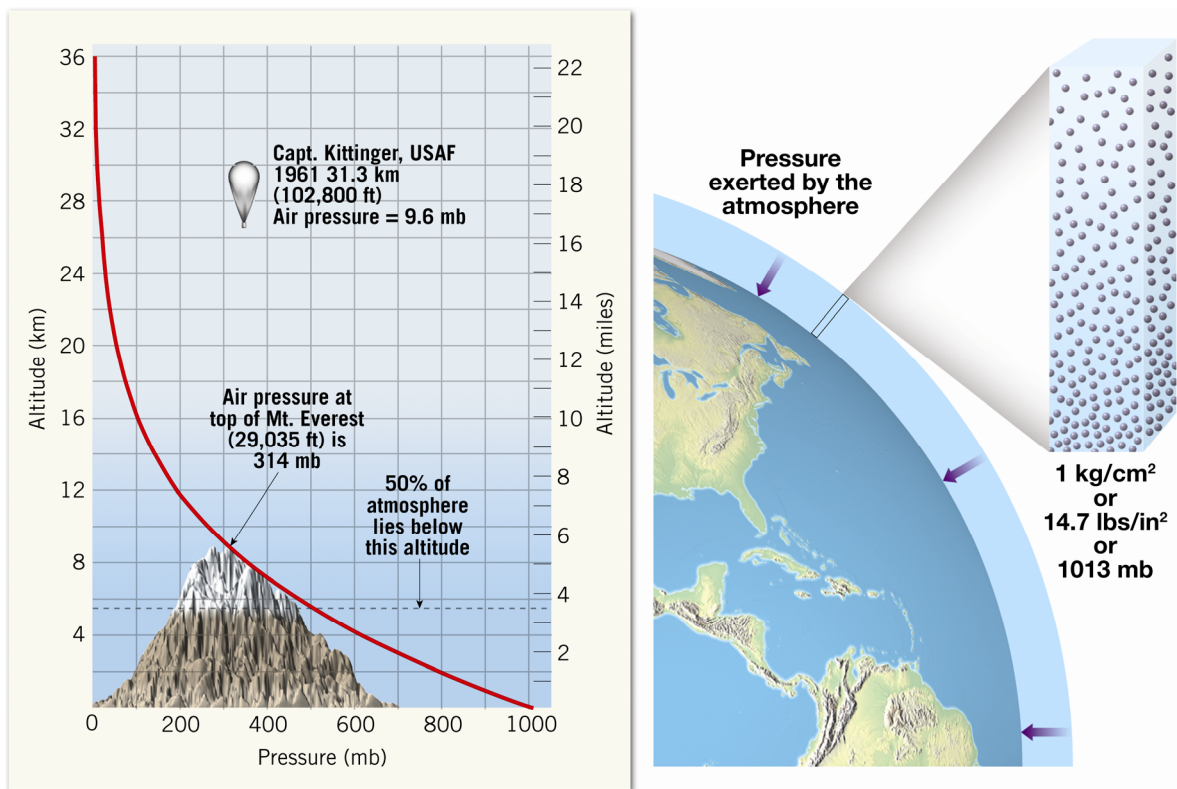 36
32
28
24
20
16
12
8
4
Altitude (km)
22
20
18
16
14
12
10
8
6
4
2
Altitude (miles)
0
200
400
600
800
1000
Pressure (mb)
Capt. Kittinger, USAF
1961 31.3 km
(102,800 ft)
Air pressure = 9.6 mb
Air pressure at
top of Mt. Everest
(29,035 ft) is
314 mb
50% of
atmosphere
lies below
this altitude
Pressure
exerted by the
atmosphere
1 kg/cm²
or
14.7 lbs/in²
or
1013 mb